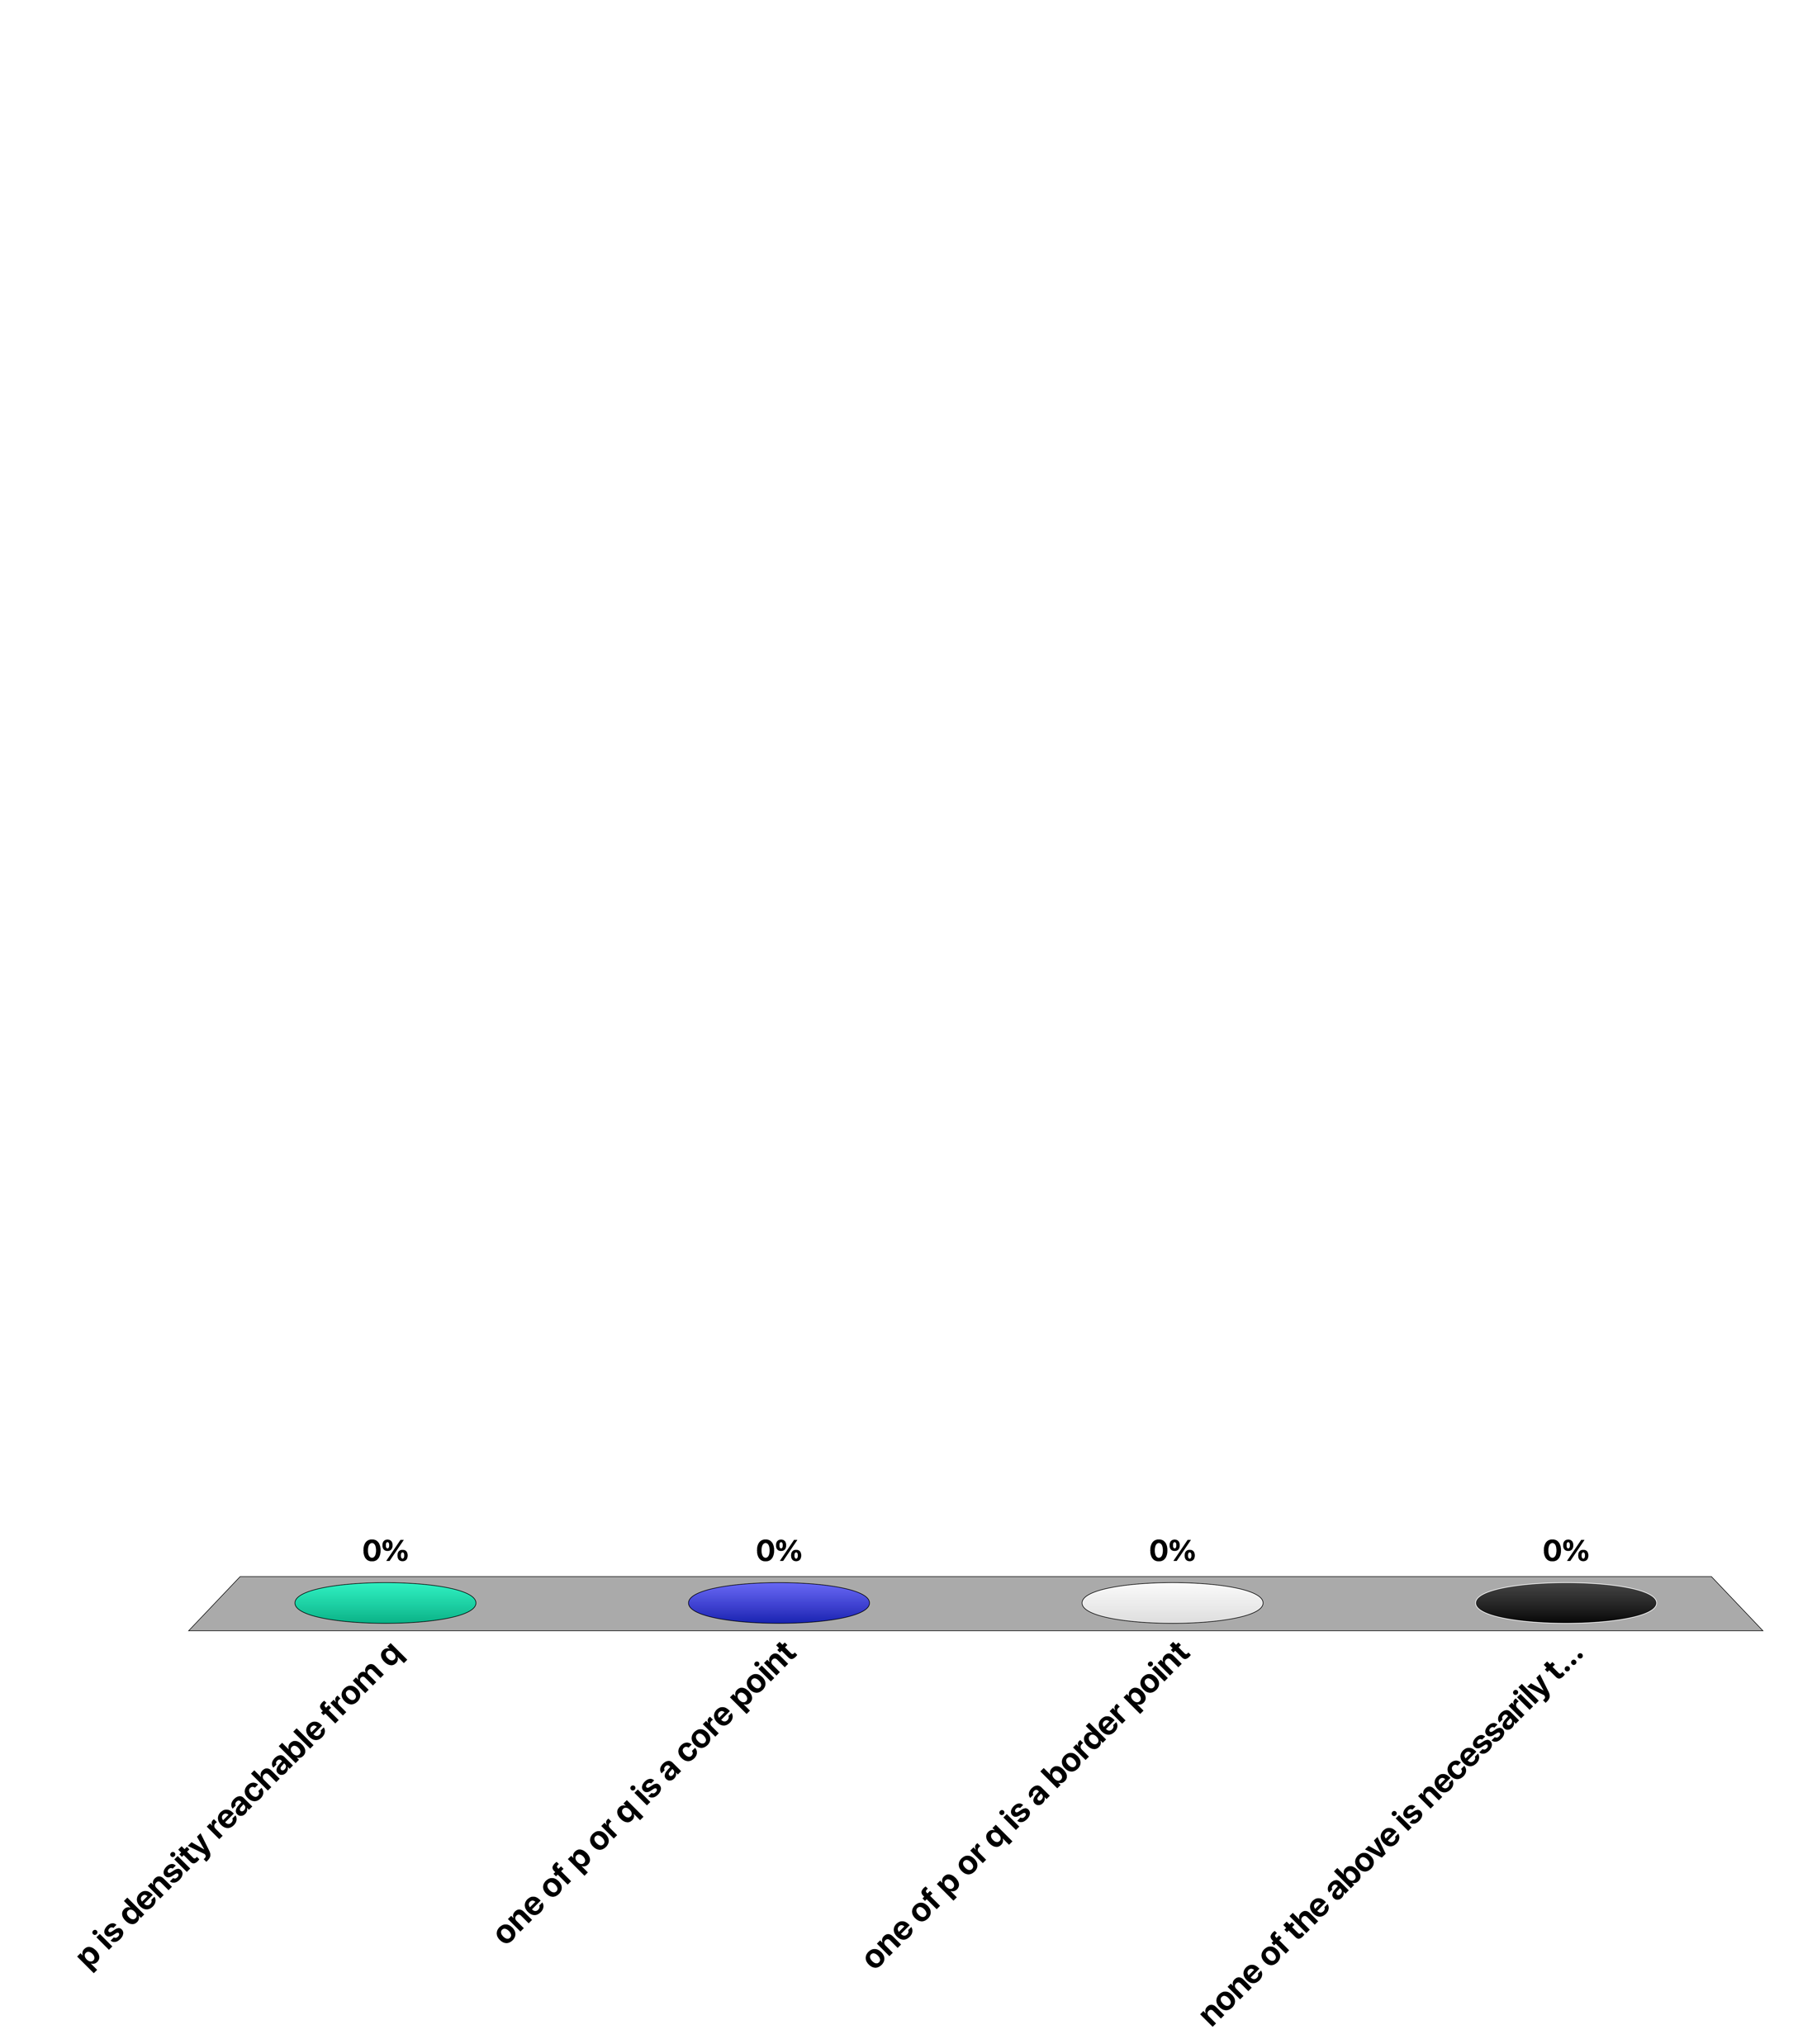 0%
0%
0%
0%
p is density reachable from q
one of p or q is a core point
one of p or q is a border point
none of the above is necessarily t...